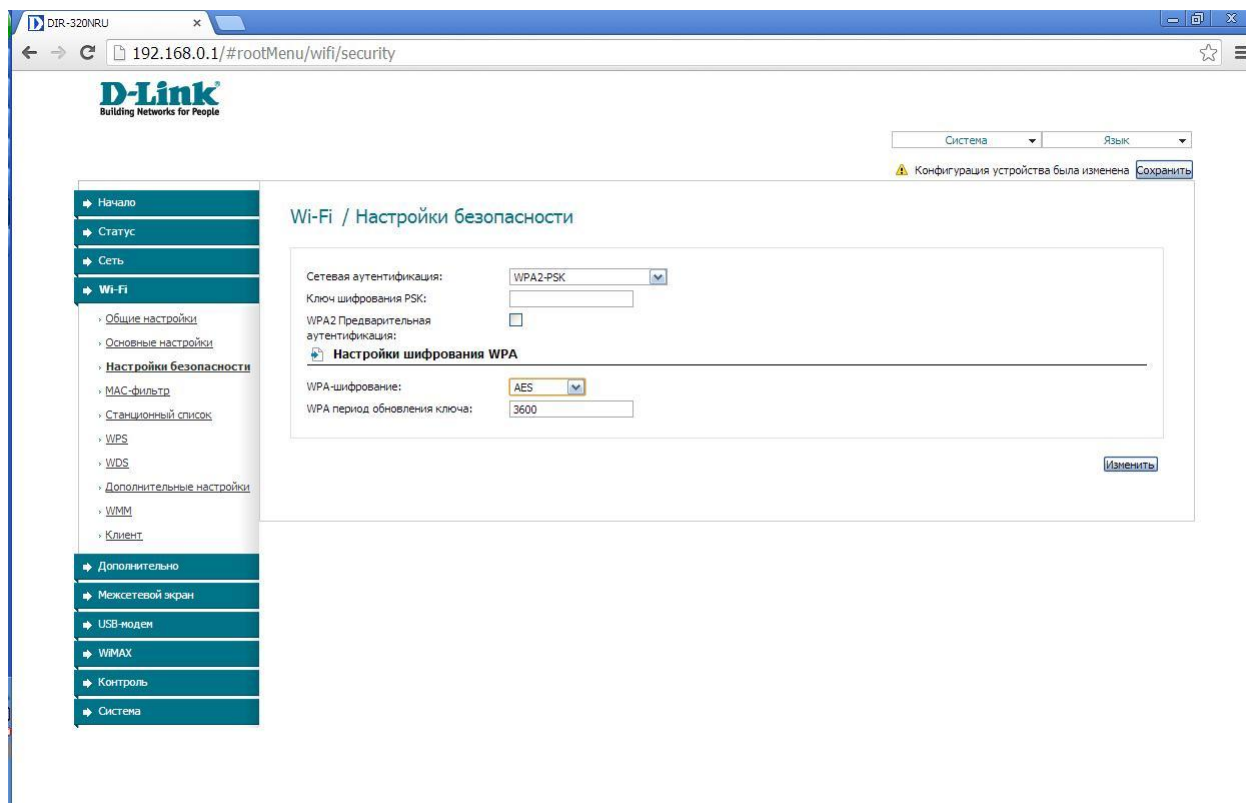 DIR-320NRU
192.168.0.1/#rootMenu/wifi/security
D-Link
Building Networks for People
Система
Язык
Конфигурация устройства была изменена Сохранить
Начало
Статус
Сеть
Wi-Fi
Общие настройки
Основные настройки
Настройки безопасности
MAC-фильтр
Станционный список
WPS
WDS
Дополнительные настройки
WMM
Клиент
Дополнительно
Межсетевой экран
USB-модем
WiMAX
Контроль
Система
Wi-Fi / Настройки безопасности
Сетевая аутентификация: WPA2-PSK
Ключ шифрования PSK:
WPA2 Предварительная
аутентификация:
Настройки шифрования WPA
WPA-шифрование: AES
WPA период обновления ключа: 3600
Изменить